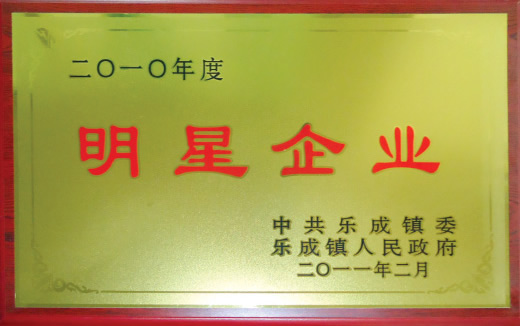 二〇一〇年度
明星企业
中共乐成镇委
乐成镇人民政府
二〇一一年二月